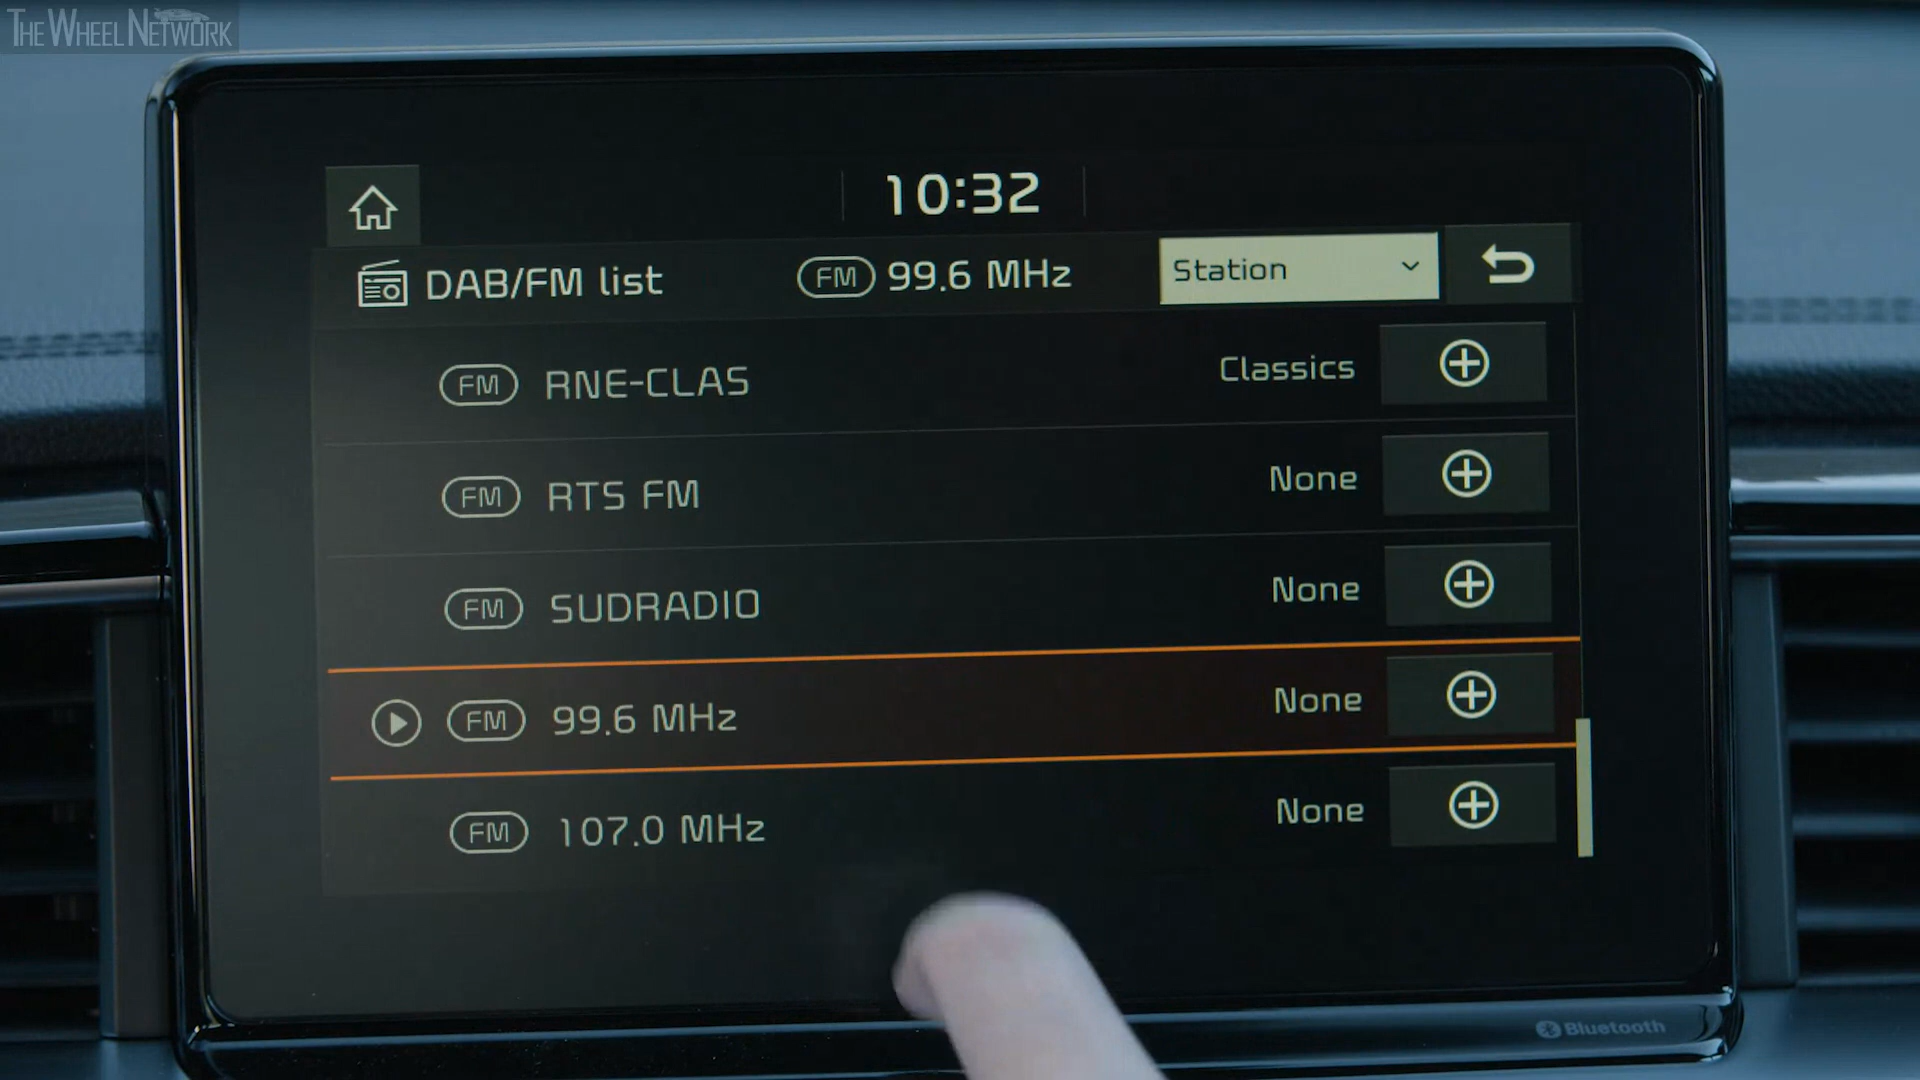 THE WHEEL NETWORK
10:32
DAB/FM list FM 99.6 MHz Station
FM RNE-CLAS Classics
FM RTS FM None
FM SUDRADIO None
FM 99.6 MHz None
FM 107.0 MHz None
Bluetooth